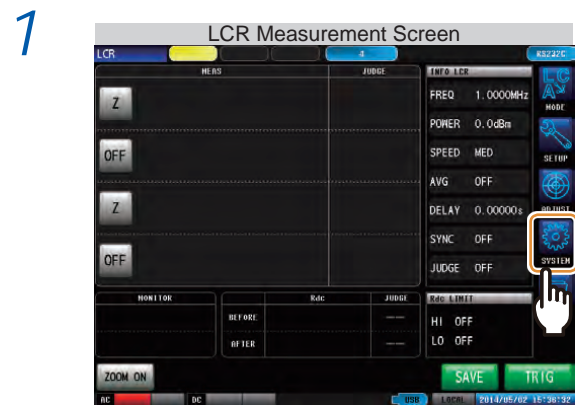 1
LCR Measurement Screen
LCR 4 RS232C
MEAS JUDGE INFO LCR
Z FREQ 1.0000MHz
MODE
POWER 0.0dBm
OFF SPEED MED SETUP
AVG OFF
Z DELAY 0.00000s ADJUST
SYNC OFF
OFF JUDGE OFF SYSTEM
MONITOR Rdc JUDGE Rdc LIMIT
BEFORE ---- HI OFF
AFTER ---- LO OFF
ZOOM ON SAVE TRIG
AC DC USB LOCAL 2014/05/02 15:36:32